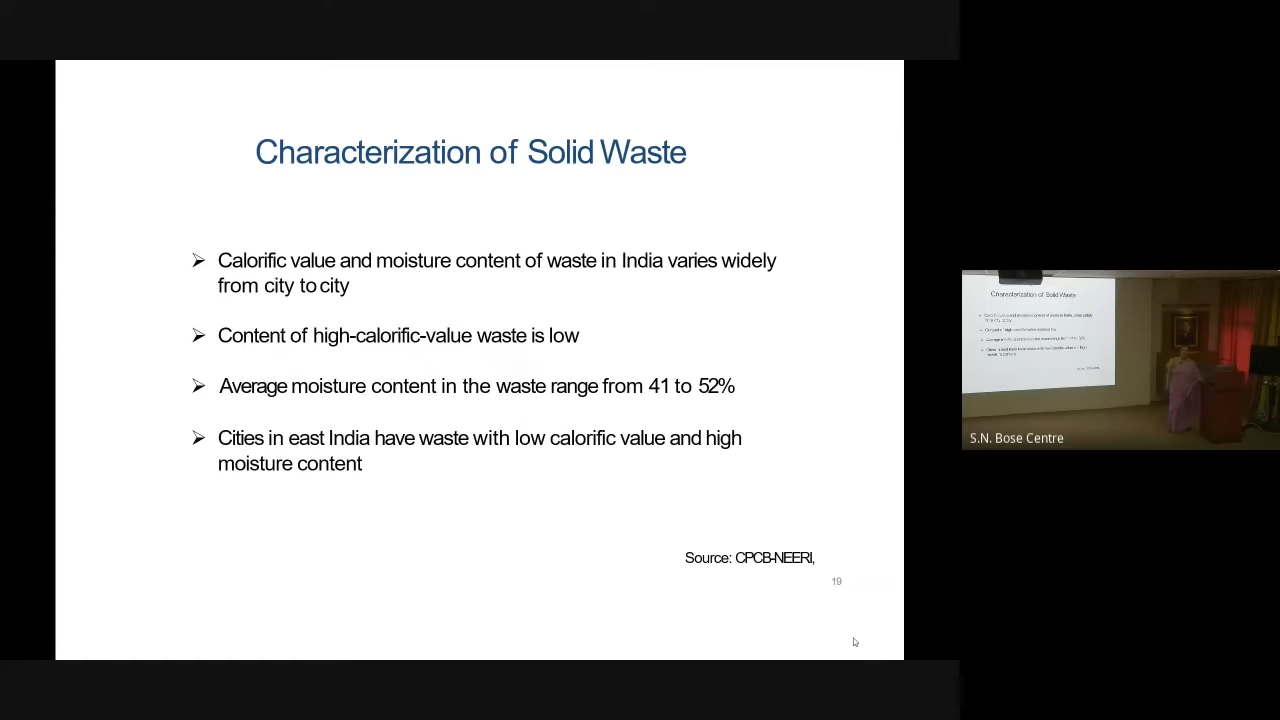 Characterization of Solid Waste
➢ Calorific value and moisture content of waste in India varies widely
from city to city
➢ Content of high-calorific-value waste is low
➢ Average moisture content in the waste range from 41 to 52%
➢ Cities in east India have waste with low calorific value and high
moisture content
Source: CPCB-NEERI,
19
Characterization of Solid Waste
S.N. Bose Centre